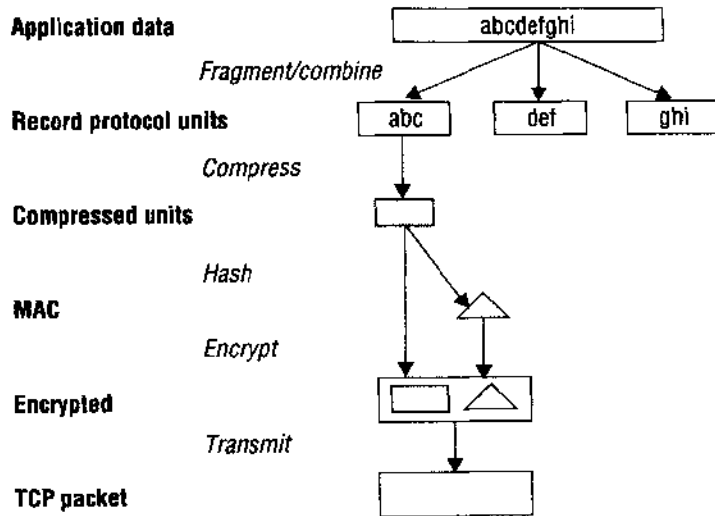 Application data
abcdefghi
Fragment/combine
Record protocol units
abc
def
ghi
Compress
Compressed units
Hash
MAC
Encrypt
Encrypted
Transmit
TCP packet